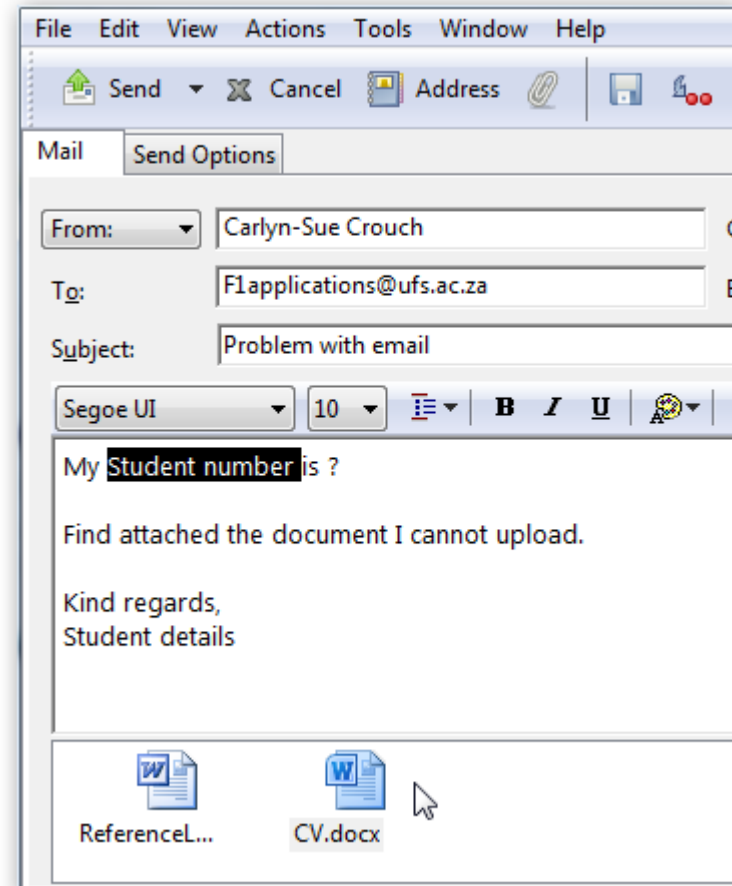 File Edit View Actions Tools Window Help
Send Cancel Address
Mail Send Options
From: Carlyn-Sue Crouch
To: F1applications@ufs.ac.za
Subject: Problem with email
Segoe UI 10 B I U
My Student number is ?
Find attached the document I cannot upload.
Kind regards,
Student details
ReferenceL... CV.docx